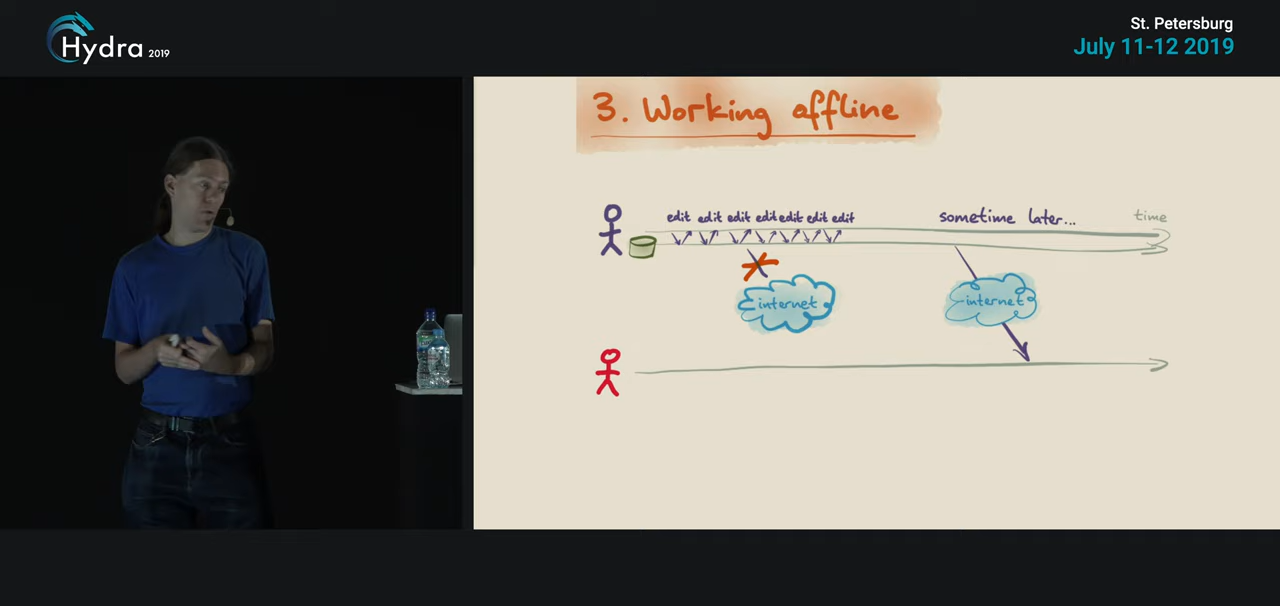 Hydra 2019
St. Petersburg
July 11-12 2019
3. Working offline
edit edit edit edit edit edit edit
sometime later...
time
internet
internet